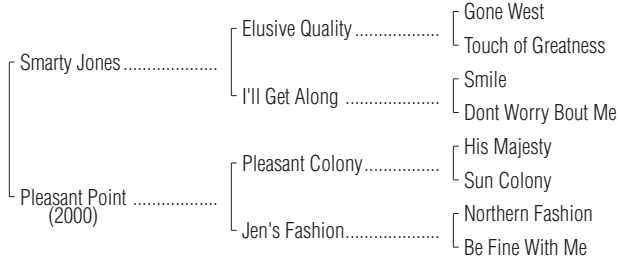 Gone West
Elusive Quality ..................
Touch of Greatness
Smarty Jones ....................
Smile
I'll Get Along ....................
Dont Worry Bout Me
His Majesty
Pleasant Colony ................
Sun Colony
Pleasant Point ..................
(2000)
Northern Fashion
Jen's Fashion ....................
Be Fine With Me